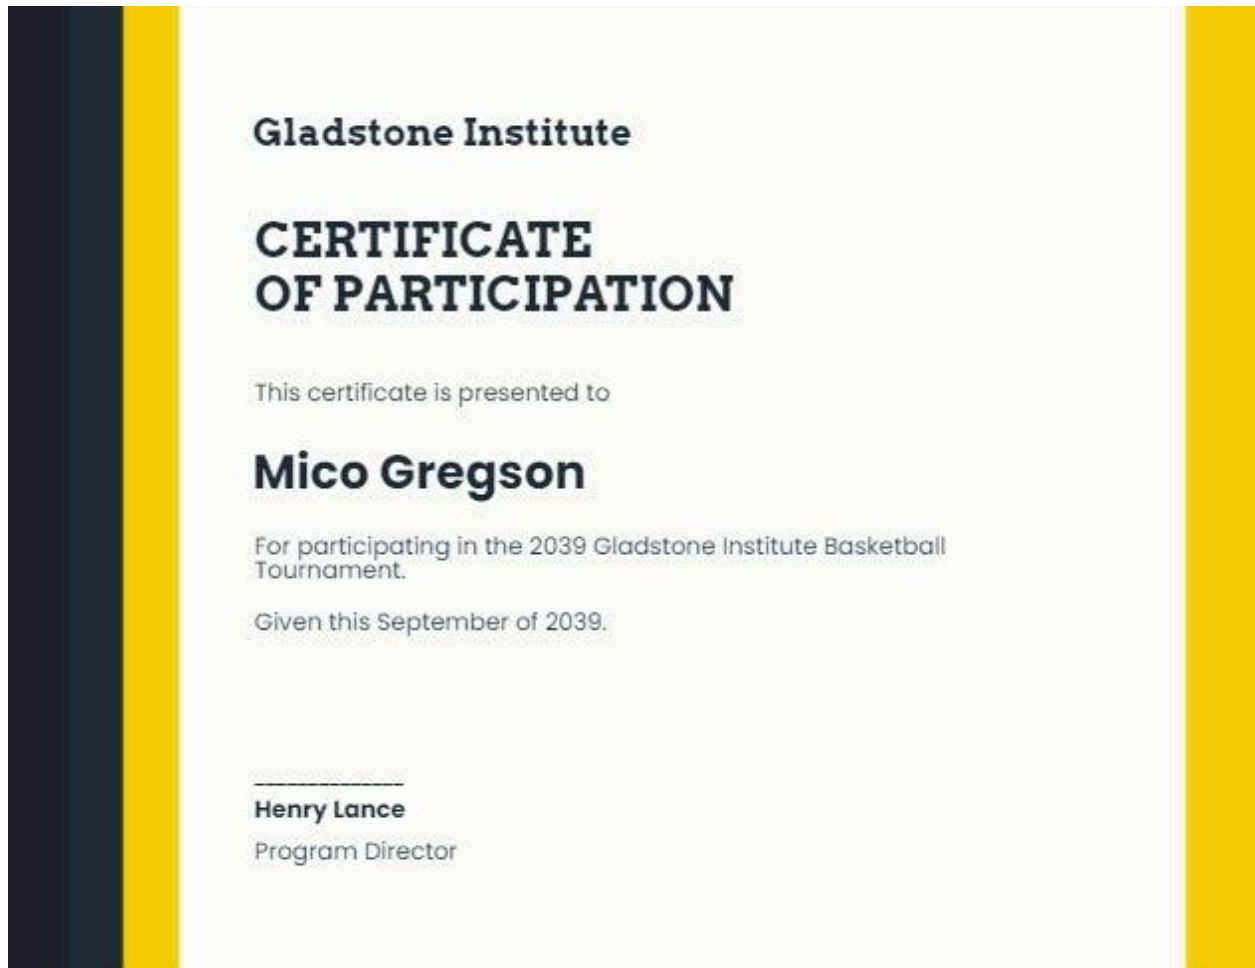 Gladstone Institute
CERTIFICATE
OF PARTICIPATION
This certificate is presented to
Mico Gregson
For participating in the 2039 Gladstone Institute Basketball
Tournament.
Given this September of 2039.
______________
Henry Lance
Program Director